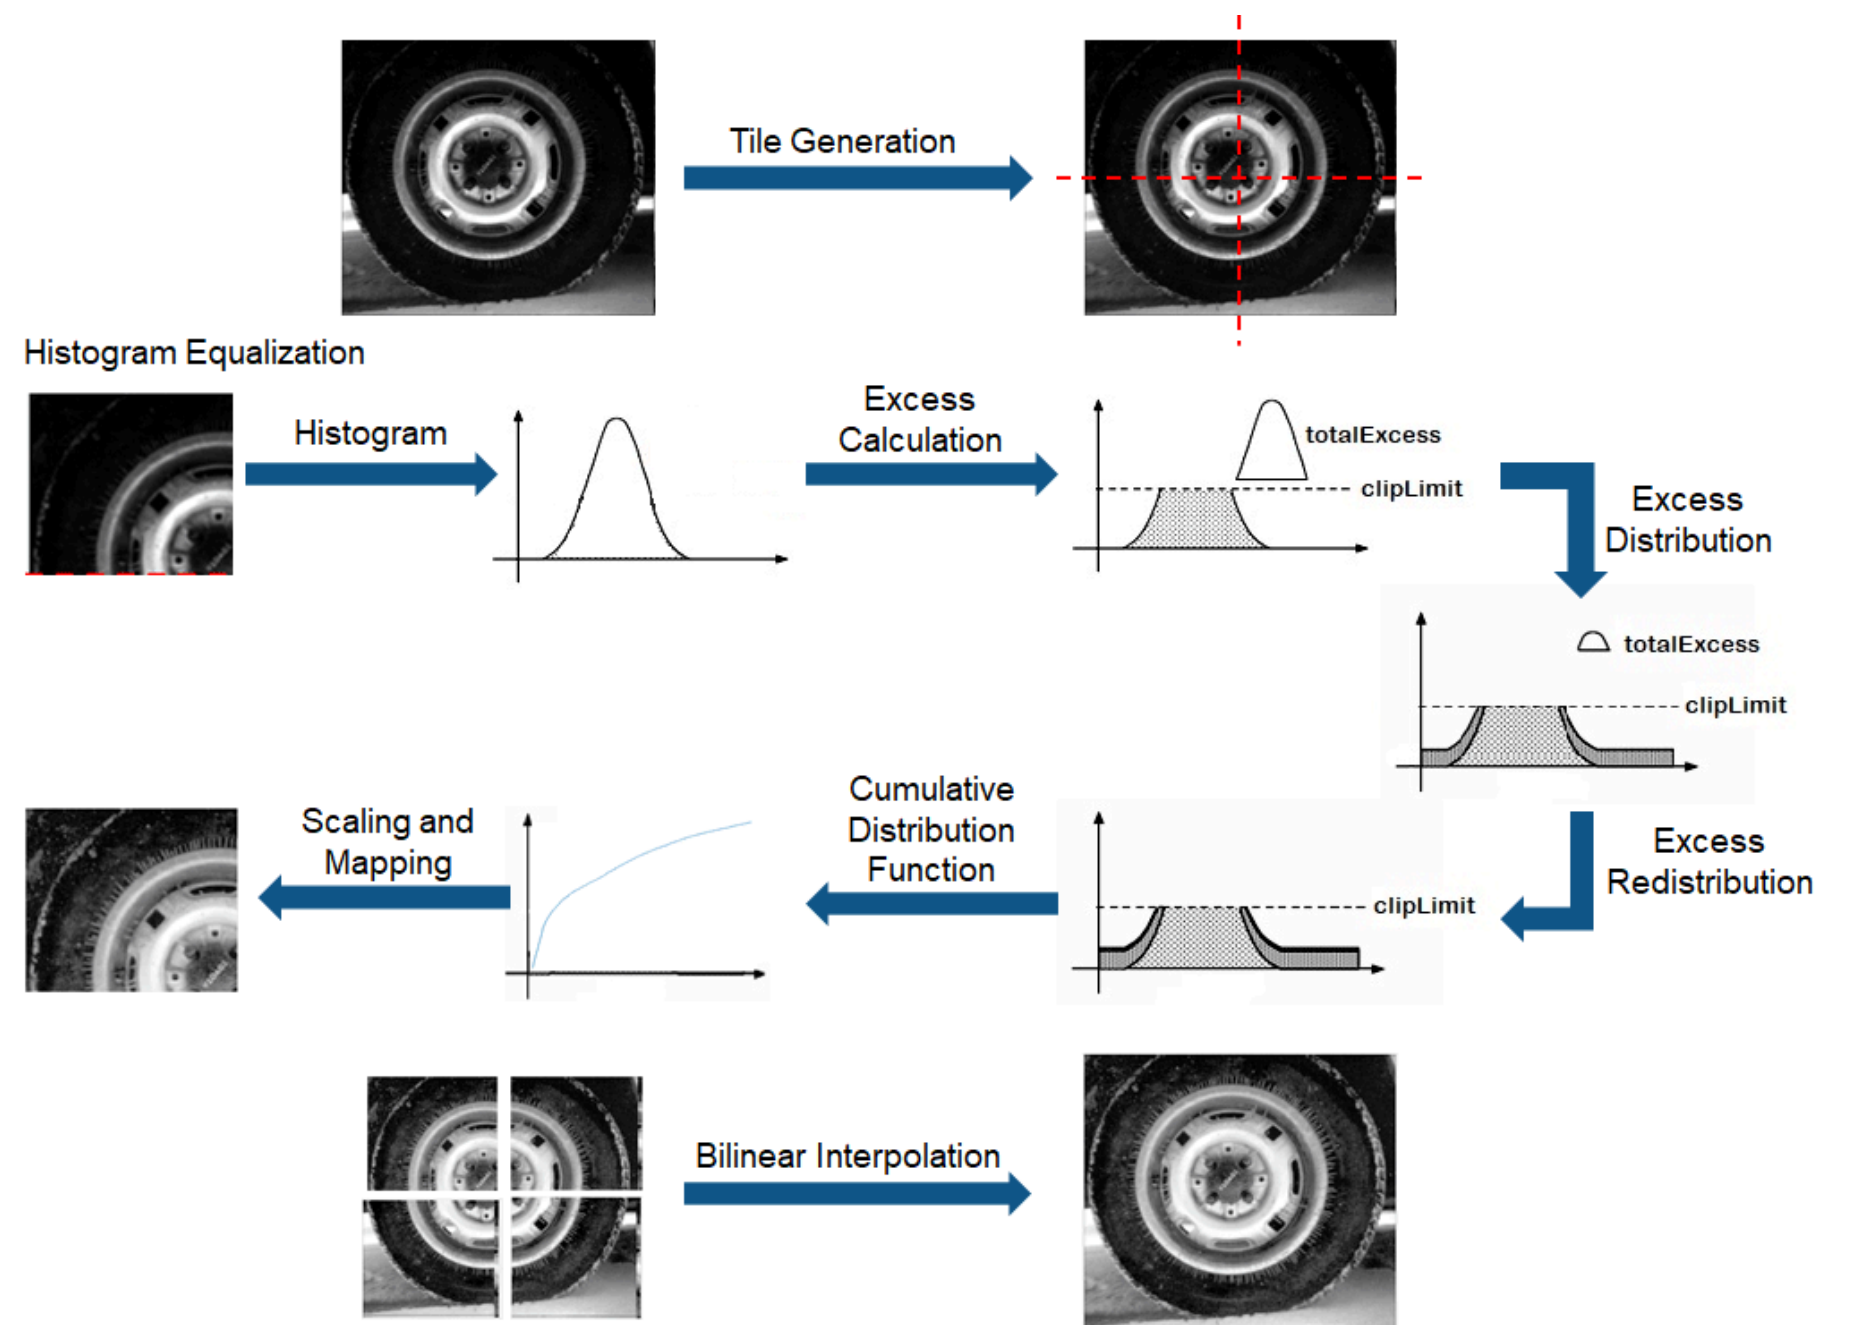 Tile Generation
Histogram Equalization
Histogram
Excess
Calculation
totalExcess
clipLimit
Excess
Distribution
totalExcess
clipLimit
Excess
Redistribution
clipLimit
Cumulative
Distribution
Function
Scaling and
Mapping
Bilinear Interpolation